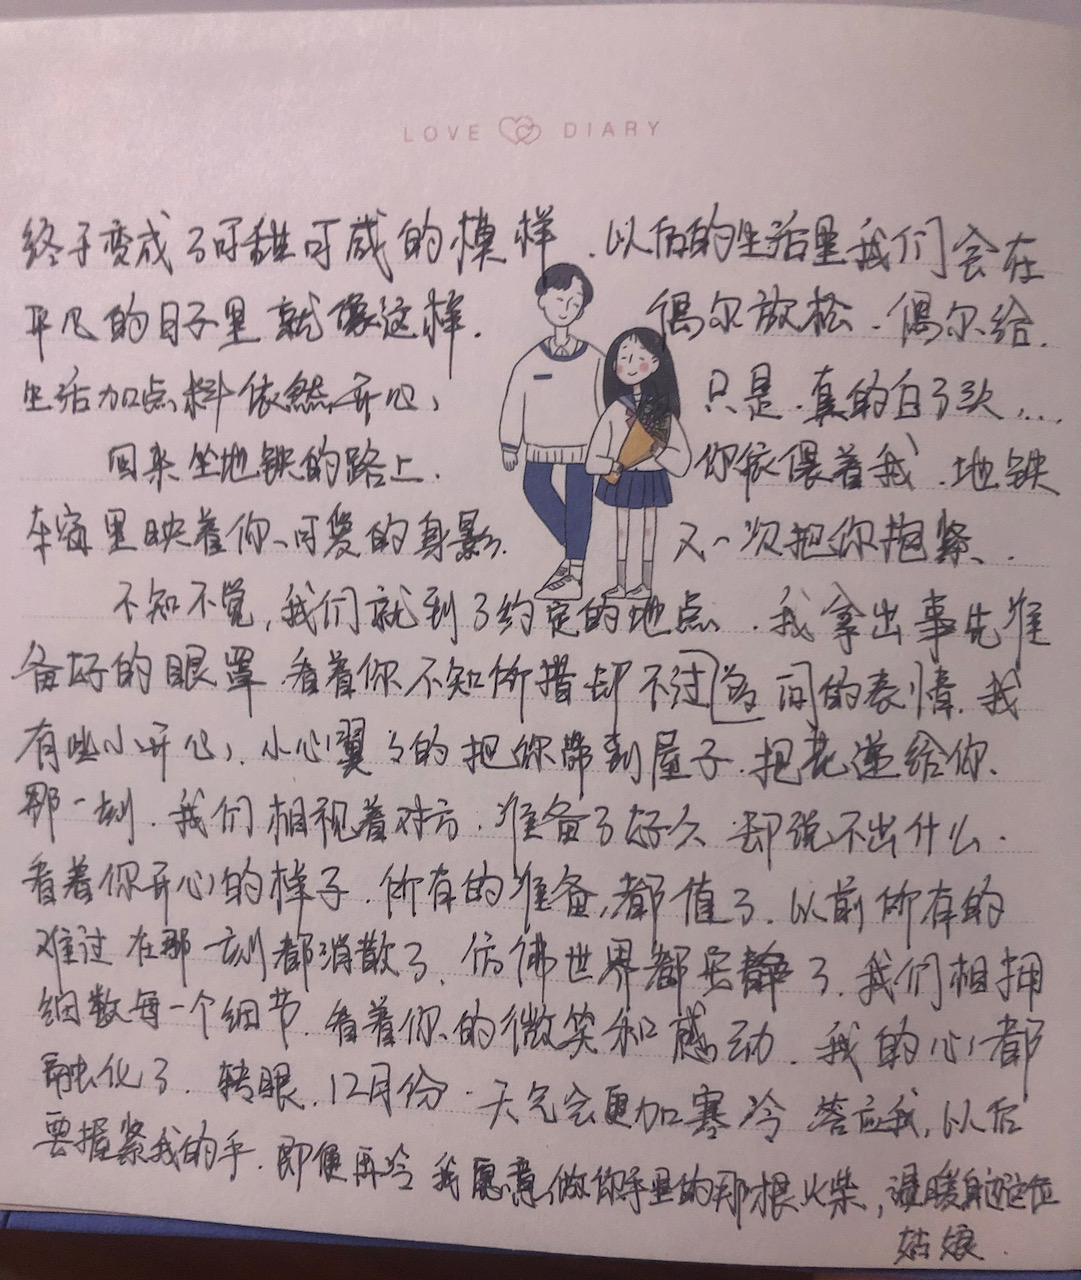 LOVE DIARY
终于变成了可甜可咸的模样.以后的生活里我们会在
平凡的日子里就像这样. 偶尔放松.偶尔给.
生活加点料依然开心, 只是.真的白了头....
回来坐地铁的路上. 你依偎着我.地铁
车窗里映着你、可爱的身影. 又一次把你抱紧..
不知不觉,我们就到了约定的地点.我拿出事先准
备好的眼罩 看着你不知所措却不过问的表情.我
有些小开心,小心翼々的把你带到屋子.把花递给你.
那一刻.我们相视着对方.准备了好久 却说不出什么.
看着你开心的样子.所有的准备,都值了.以前所有的
难过在那一刻都消散了.仿佛世界都安静了.我们相拥
细数每一个细节.看着你的微笑和感动.我的心都
融化了.转眼.12月份.天气会更加寒冷 答应我,以后
要握紧我的手.即便再冷 我愿意做你手里的那根火柴,温暖身边这位
姑娘.